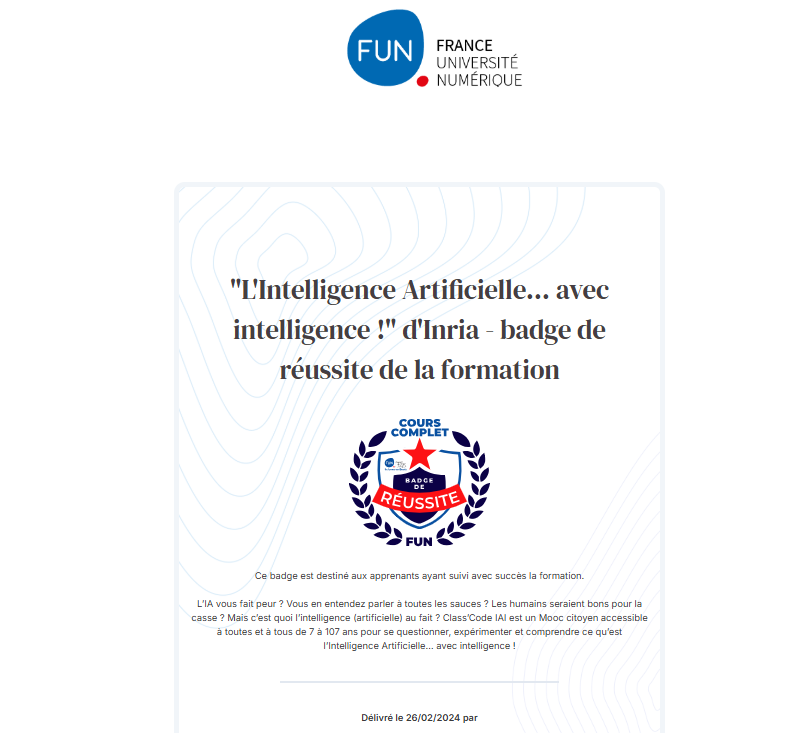 FUN
FRANCE
UNIVERSITÉ
NUMÉRIQUE
"L'Intelligence Artificielle... avec
intelligence !" d'Inria - badge de
réussite de la formation
COURS
COMPLET
FUN
BADGE
DE
RÉUSSITE
FUN
Ce badge est destiné aux apprenants ayant suivi avec succès la formation.
L'IA vous fait peur ? Vous en entendez parler à toutes les sauces ? Les humains seraient bons pour la
casse ? Mais c'est quoi l'intelligence (artificielle) au fait ? Class'Code IAI est un Mooc citoyen accessible
à toutes et à tous de 7 à 107 ans pour se questionner, expérimenter et comprendre ce qu'est
l'Intelligence Artificielle... avec intelligence !
Délivré le 26/02/2024 par